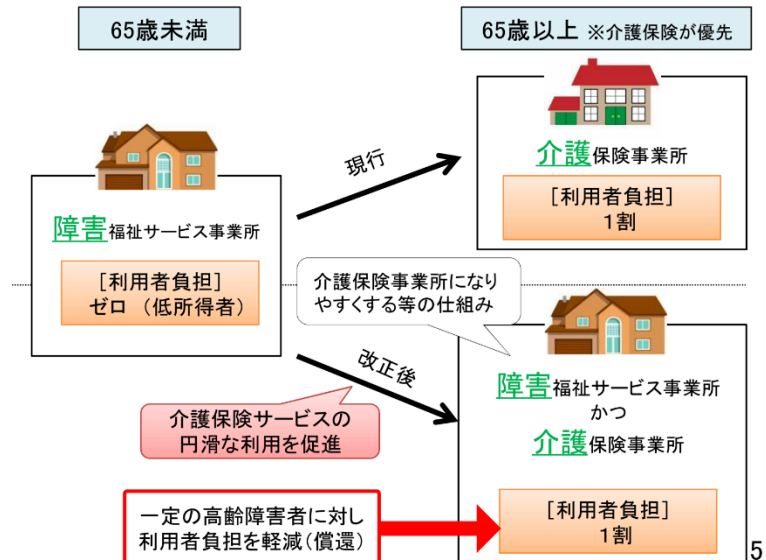 65歳未満
65歳以上 ※介護保険が優先
現行
介護保険事業所
[利用者負担]
1割
障害福祉サービス事業所
[利用者負担]
ゼロ (低所得者)
介護保険事業所になり
やすくする等の仕組み
改正後
介護保険サービスの
円滑な利用を促進
障害福祉サービス事業所
かつ
介護保険事業所
一定の高齢障害者に対し
利用者負担を軽減(償還)
[利用者負担]
1割
5